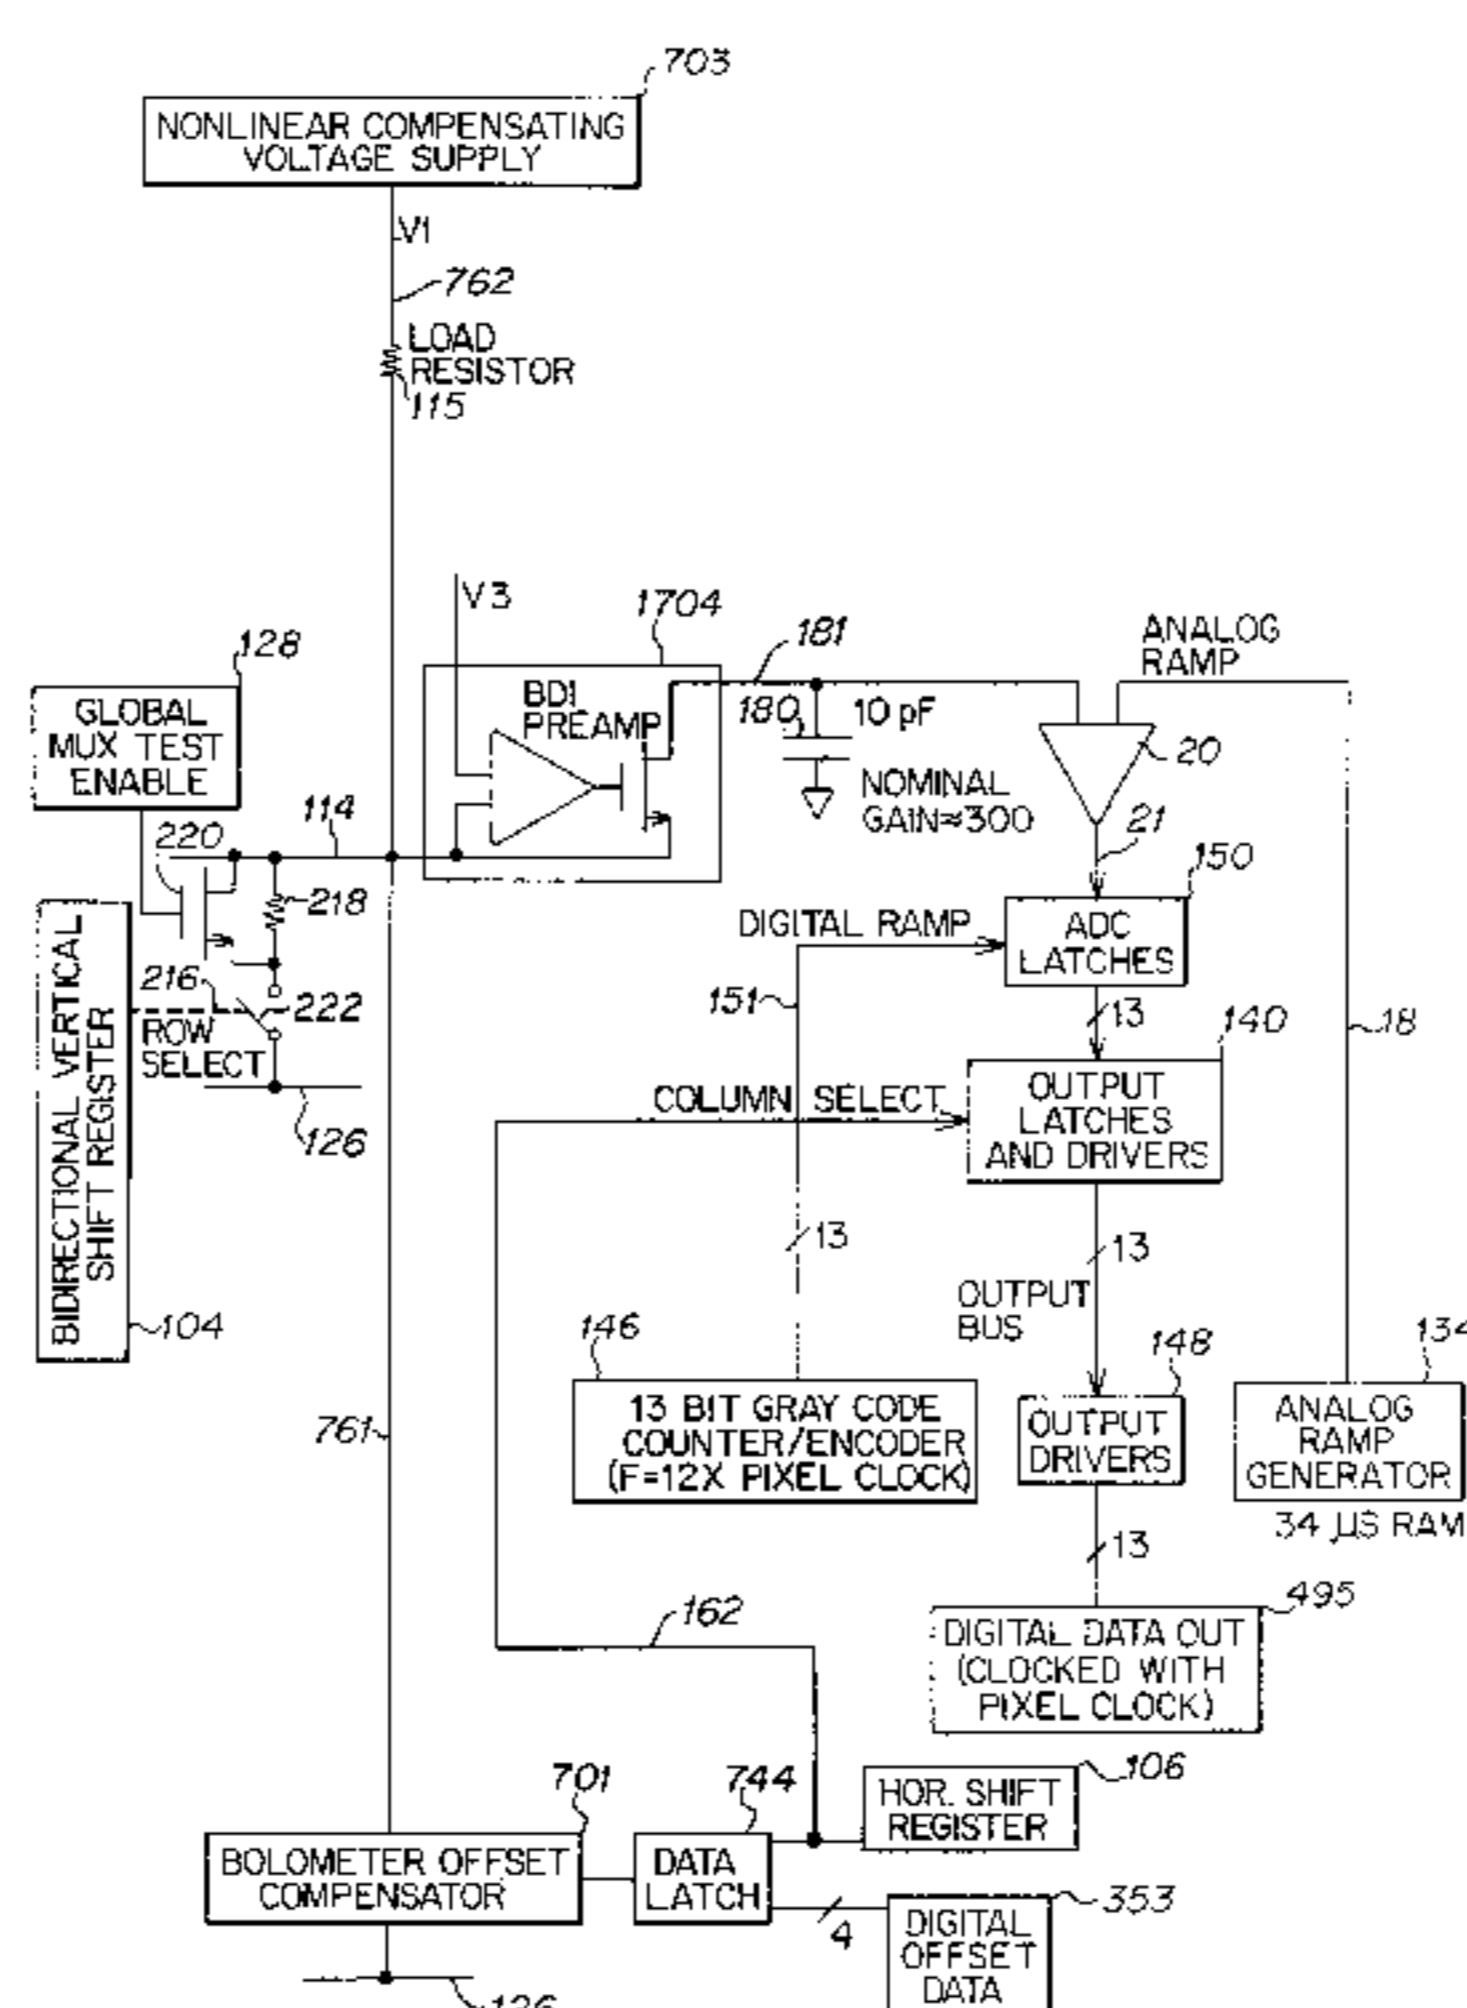 703
NONLINEAR COMPENSATING
VOLTAGE SUPPLY
V1
762
LOAD
RESISTOR
115
V3
1704
181
ANALOG
RAMP
128
GLOBAL
MUX TEST
ENABLE
BDI
PREAMP
180
10 pF
20
NOMINAL
GAIN≈300
114
21
220
150
218
DIGITAL RAMP
ADC
LATCHES
216
222
151
13
140
18
ROW
SELECT
BIDIRECTIONAL VERTICAL
SHIFT REGISTER
COLUMN SELECT
OUTPUT
LATCHES
AND DRIVERS
126
13
13
OUTPUT
BUS
104
146
148
134
761
13 BIT GRAY CODE
COUNTER/ENCODER
(F=12X PIXEL CLOCK)
OUTPUT
DRIVERS
ANALOG
RAMP
GENERATOR
34 µS RAM
13
162
495
DIGITAL DATA OUT
(CLOCKED WITH
PIXEL CLOCK)
701
744
106
HOR. SHIFT
REGISTER
BOLOMETER OFFSET
COMPENSATOR
DATA
LATCH
353
4
DIGITAL
OFFSET
DATA
126